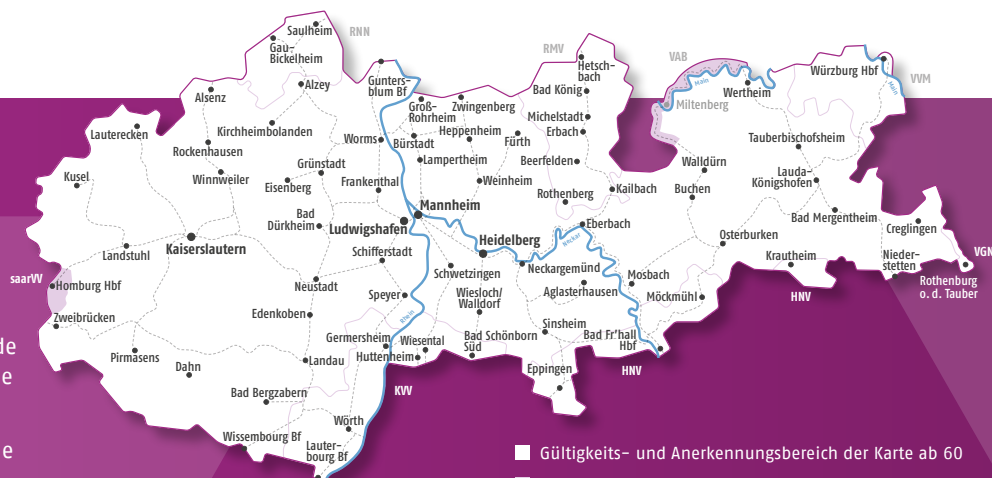 Saulheim
RNN
Gau-
Bickelheim
RMV
Hetsch-
bach
VAB
Würzburg Hbf
VVM
Alsenz
Alzey
Gunters-
blum Bf
Bad König
Main
Wertheim
Main
Groß-
Rohrheim
Zwingenberg
Miltenberg
Lauterecken
Kirchheimbolanden
Michelstadt
Rockenhausen
Worms
Bürstadt
Heppenheim
Fürth
Erbach
Tauberbischofsheim
Lampertheim
Beerfelden
Walldürn
Kusel
Winnweiler
Grünstadt
Eisenberg
Frankenthal
Weinheim
Rothenberg
Kailbach
Buchen
Lauda-
Königshofen
Mannheim
Bad
Dürkheim
Ludwigshafen
Eberbach
Bad Mergentheim
Creglingen
Kaiserslautern
Heidelberg
Neckar
Osterburken
Landstuhl
Schifferstadt
Krautheim
Nieder-
stetten
VGN
saarVV
Homburg Hbf
Neustadt
Schwetzingen
Neckargemünd
Mosbach
Rothenburg
o. d. Tauber
Speyer
Wiesloch/
Walldorf
Aglasterhausen
Möckmühl
HNV
Zweibrücken
Edenkoben
Rhein
Sinsheim
Germersheim
Wiesental
Bad Schönborn
Süd
Bad Fr'hall
Hbf
de
Pirmasens
Landau
Huttenheim
Dahn
Eppingen
HNV
e
KVV
Bad Bergzabern
Wörth
Wissembourg Bf
Lauter-
bourg Bf
e
Gültigkeits- und Anerkennungsbereich der Karte ab 60